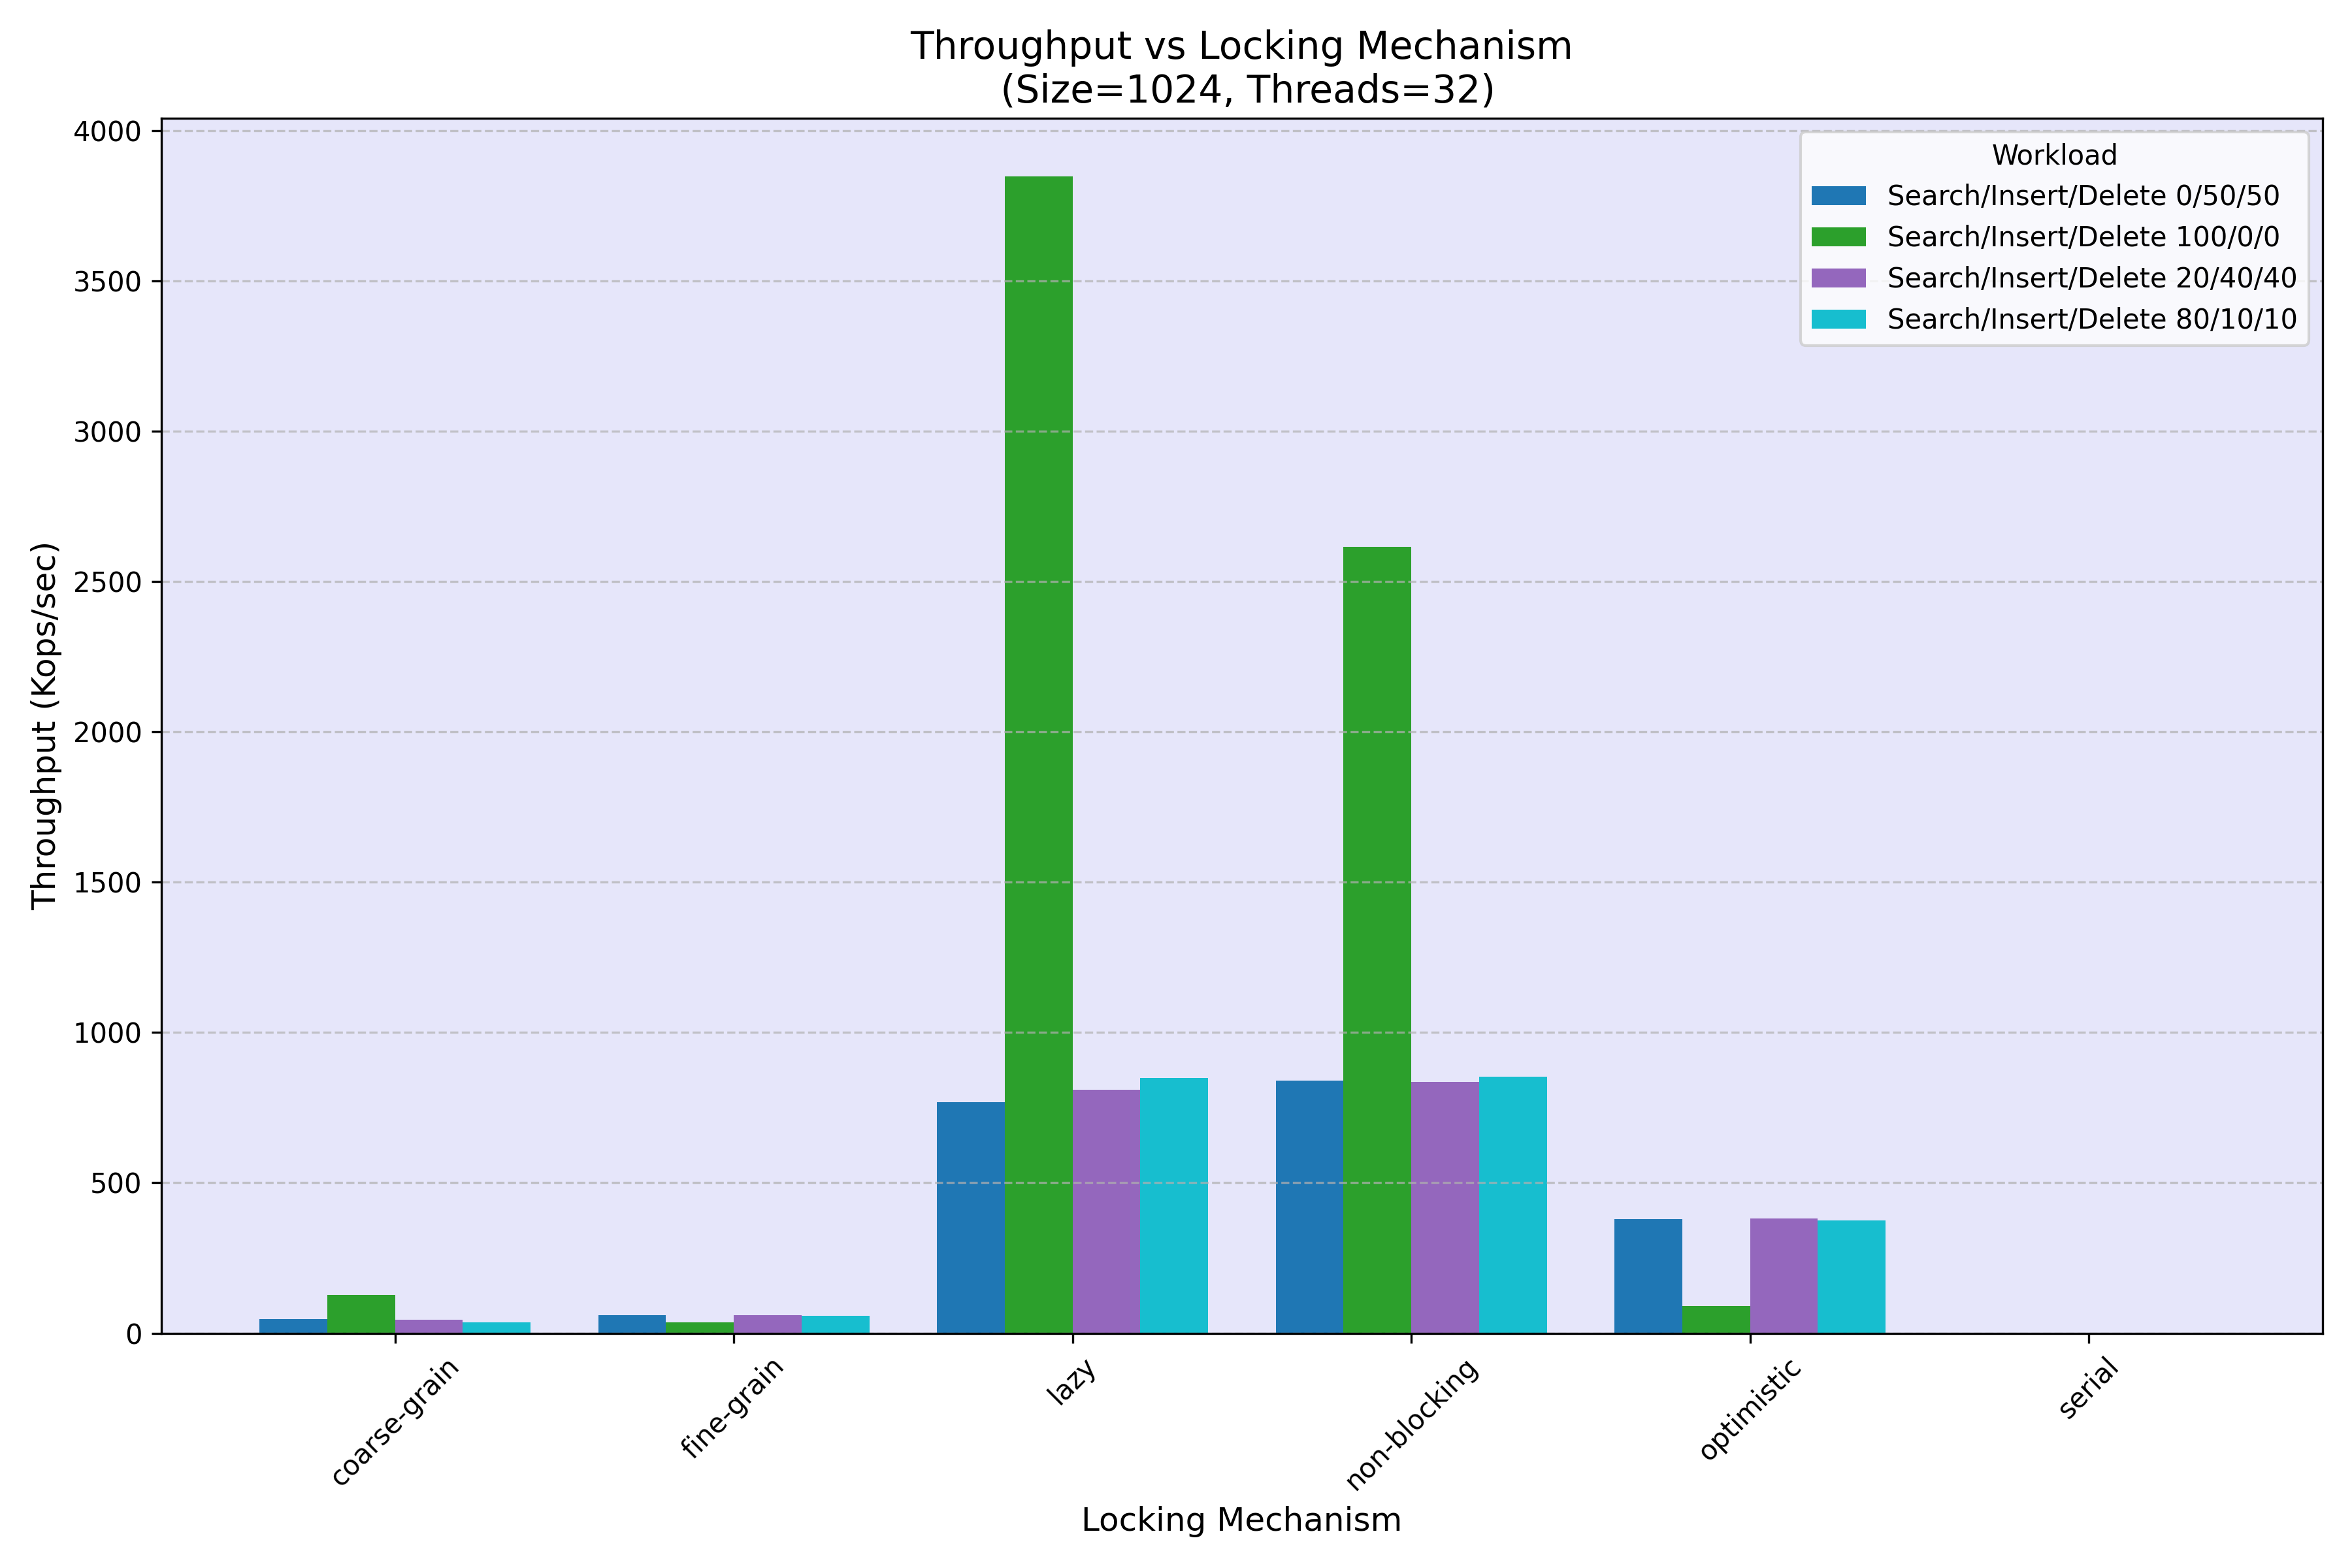 Throughput vs Locking Mechanism
(Size=1024, Threads=32)
Throughput (Kops/sec)
4000
3500
3000
2500
2000
1500
1000
500
0
Workload
Search/Insert/Delete 0/50/50
Search/Insert/Delete 100/0/0
Search/Insert/Delete 20/40/40
Search/Insert/Delete 80/10/10
coarse-grain
fine-grain
lazy
non-blocking
optimistic
serial
Locking Mechanism